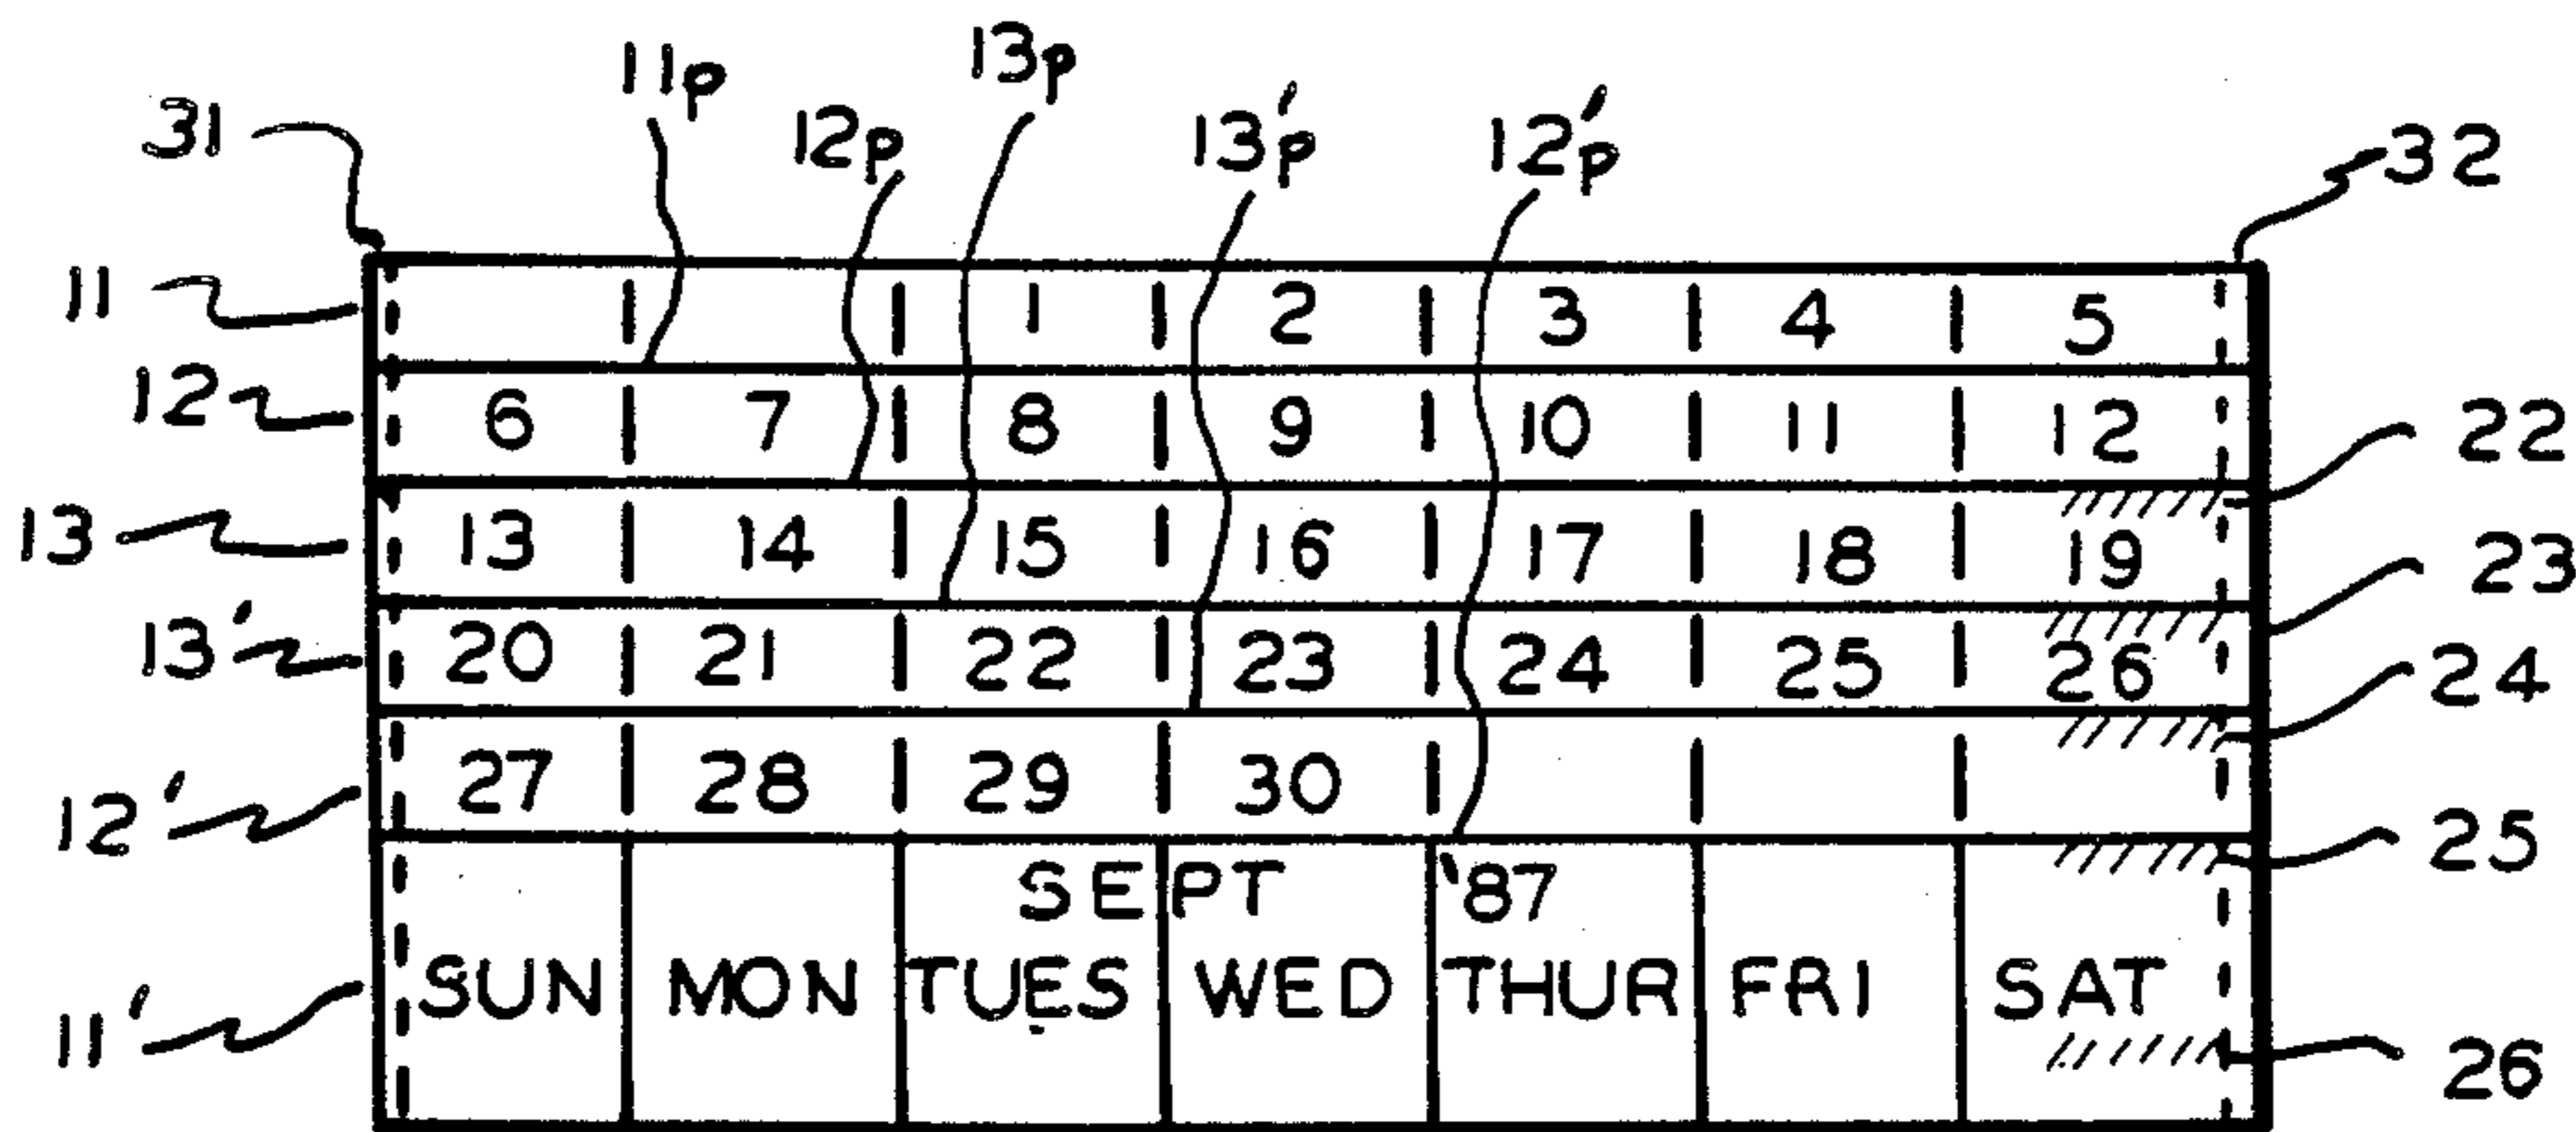 11p 13p
31 12p 13'p 12'p 32
11 1 2 3 4 5
12 6 7 8 9 10 11 12 22
13 13 14 15 16 17 18 19 23
13' 20 21 22 23 24 25 26 24
12' 27 28 29 30 25
SEPT '87
11' SUN MON TUES WED THUR FRI SAT
26